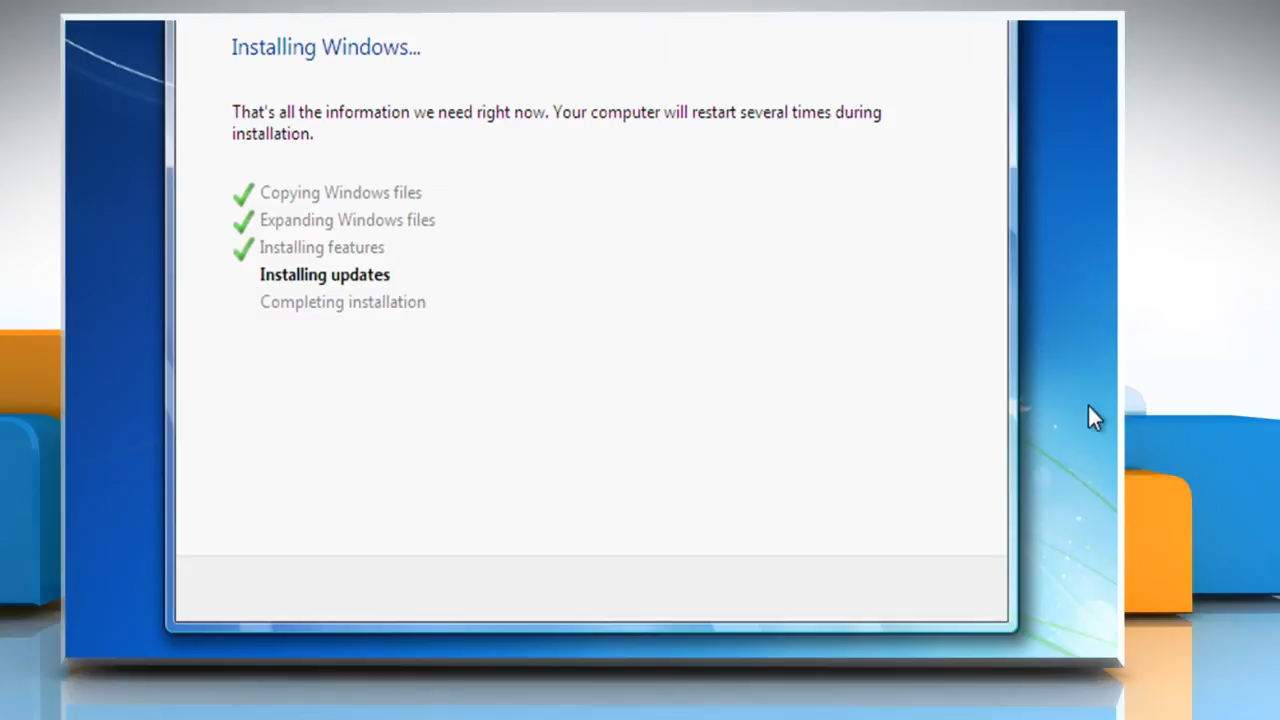 Installing Windows...
That's all the information we need right now. Your computer will restart several times during
installation.
Copying Windows files
Expanding Windows files
Installing features
Installing updates
Completing installation